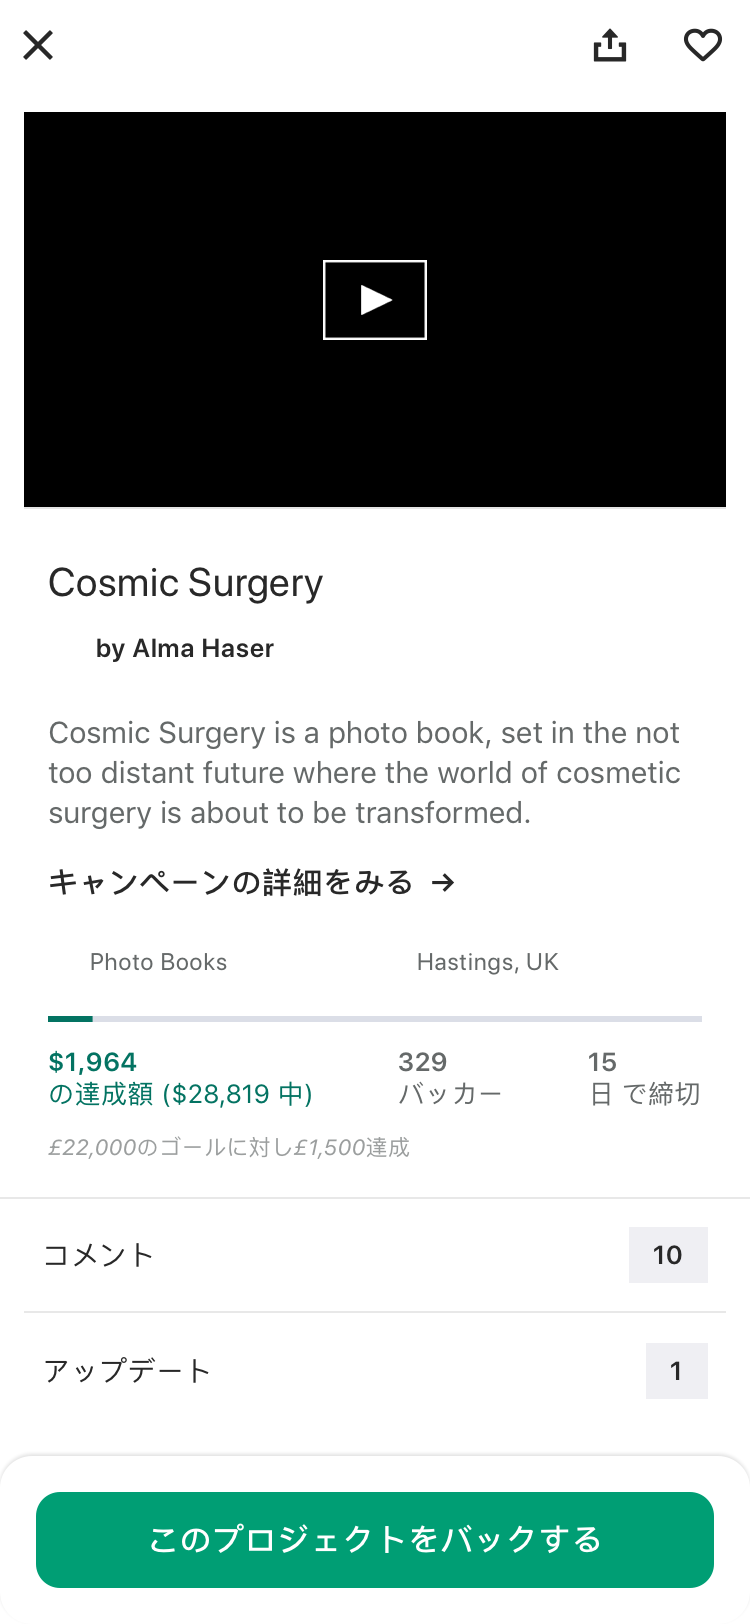 Cosmic Surgery
by Alma Haser
Cosmic Surgery is a photo book, set in the not
too distant future where the world of cosmetic
surgery is about to be transformed.
キャンペーンの詳細をみる →
Photo Books
Hastings, UK
$1,964
の達成額 ($28,819 中)
329
バッカー
15
日 で締切
£22,000のゴールに対し£1,500達成
コメント
10
アップデート
1
このプロジェクトをバックする